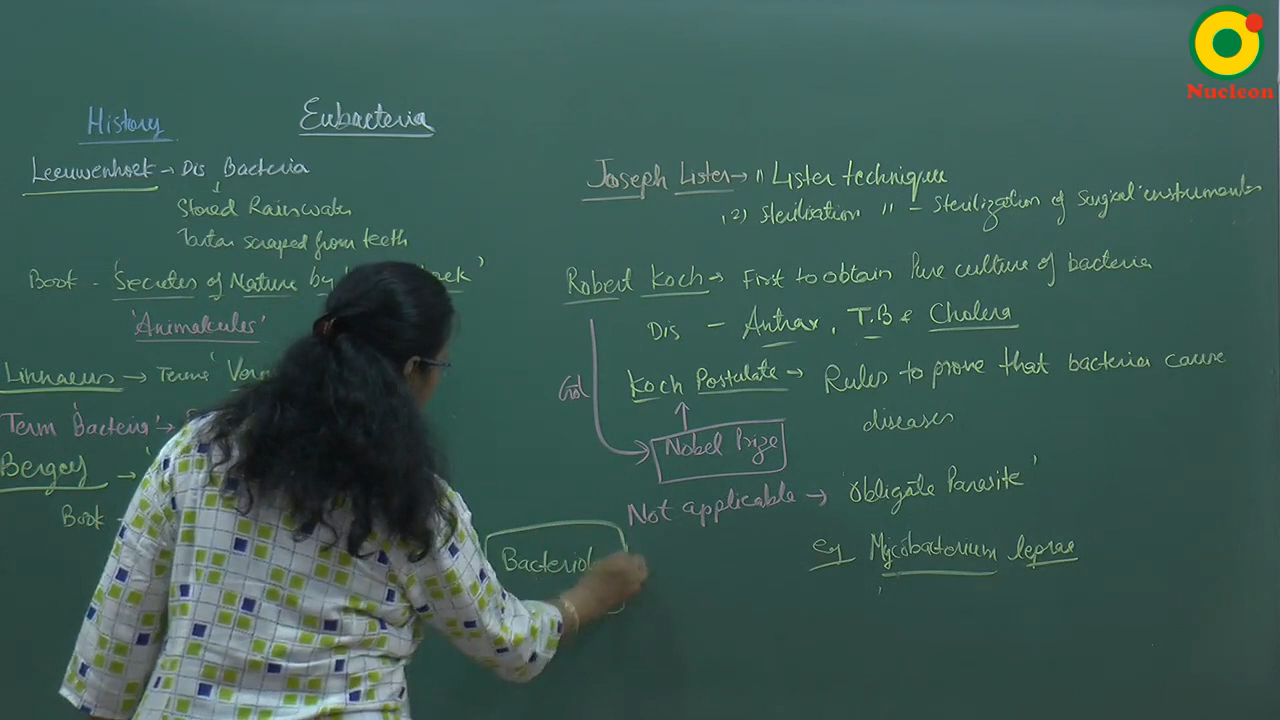 Nucleon
History
Eubacteria
Leeuwenhoek → Dis Bacteria
↓
Stored Rainwater
Tartar scraped from teeth
Book - 'Secretes of Nature by
'Animalcules'
Linnaeus → Terme
Term 'Bacteria' →
Bergey →
Book -
Joseph Lister → 1) Lister technique
(2) Sterilisation " - Sterilization of Surgical instruments
Robert Koch → First to obtain Pure culture of bacteria
Dis - Anthrax, T.B & Cholera
Koch Postulate → Rules to prove that bacteria cause
diseases
Got
Nobel Prize
Not applicable → 'Obligate Parasite'
eg Mycobacterium leprae